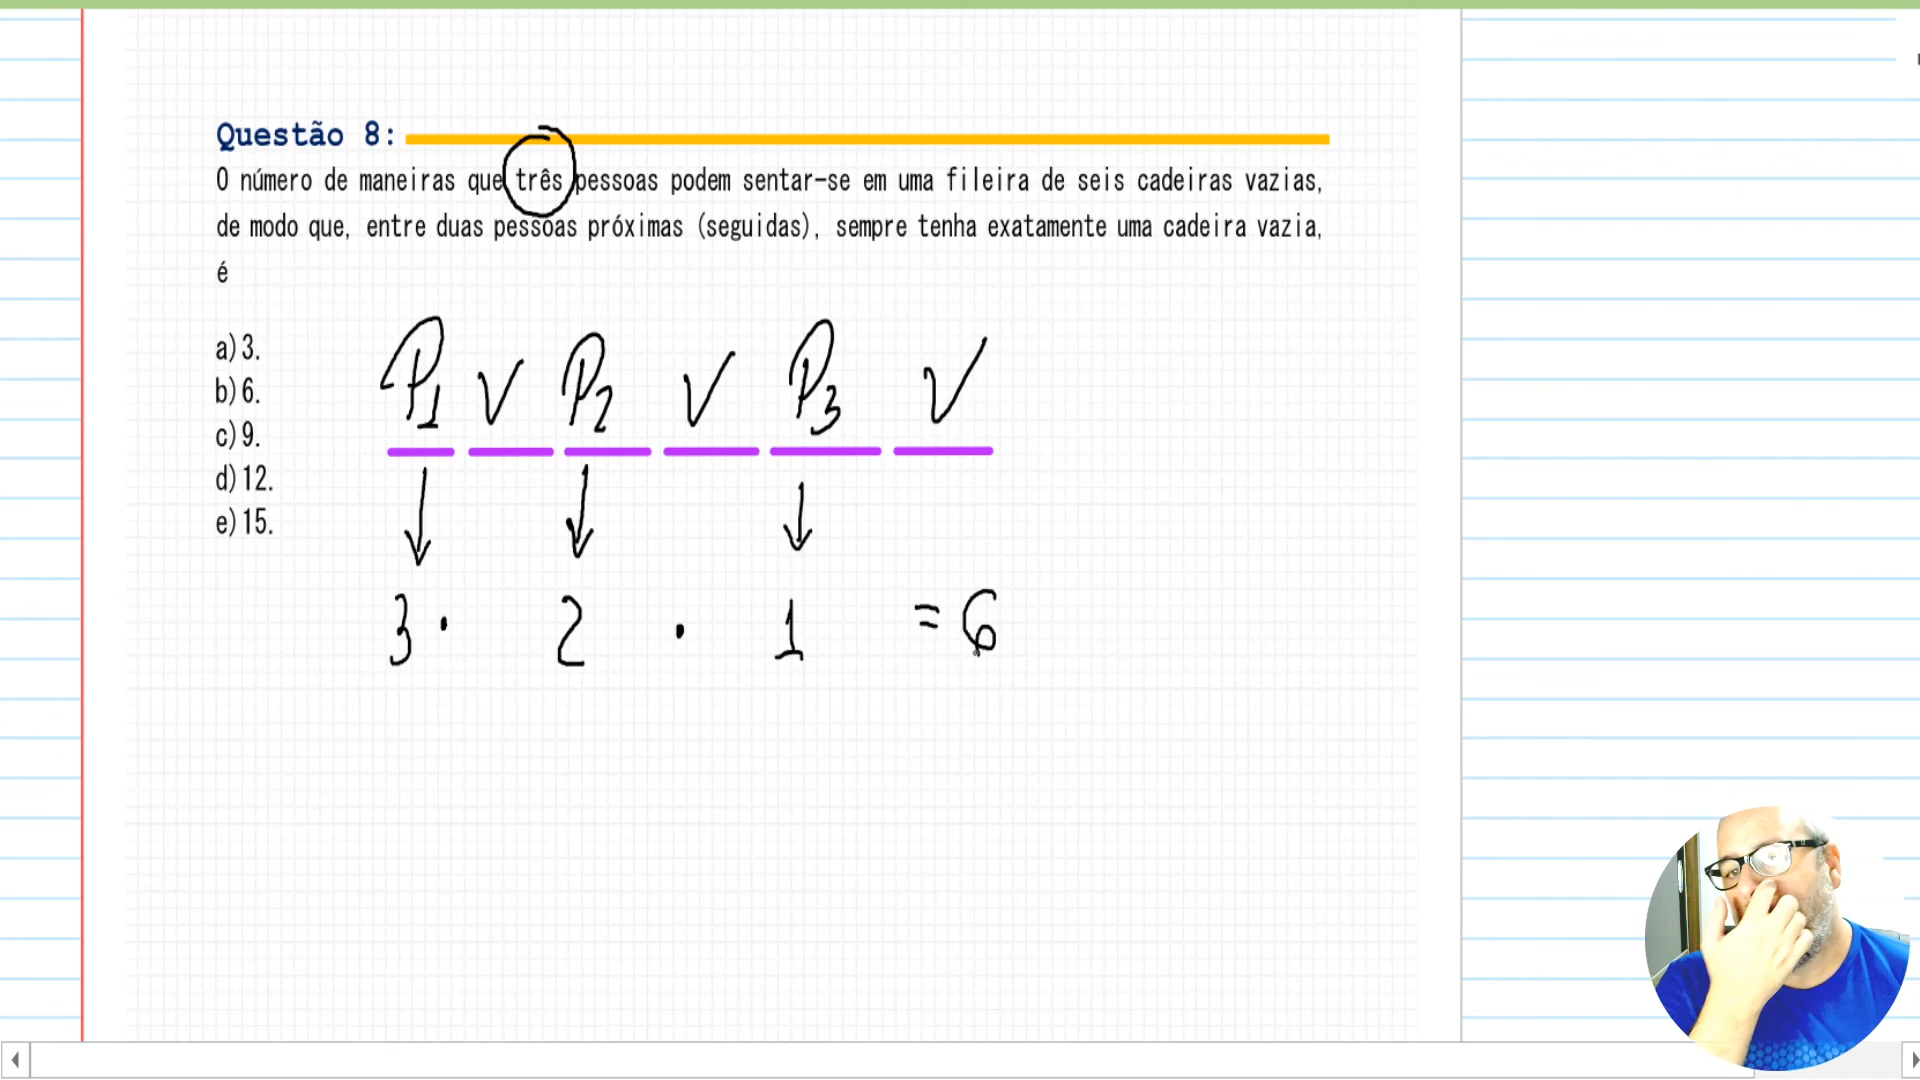 Questão 8:
O número de maneiras que três pessoas podem sentar-se em uma fileira de seis cadeiras vazias,
de modo que, entre duas pessoas próximas (seguidas), sempre tenha exatamente uma cadeira vazia,
é
a)3.
b)6.
c)9.
d)12.
e)15.
P1 V P2 V P3 V
3 · 2 · 1 = 6